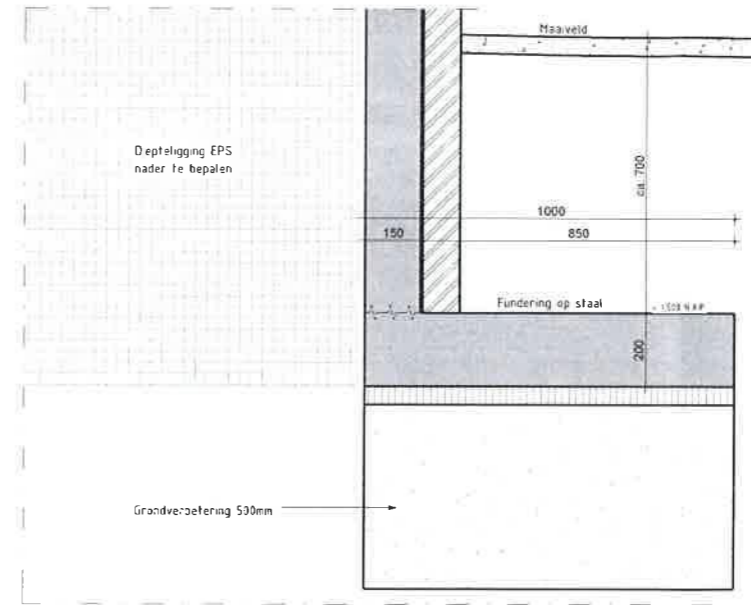 Maaiveld
Diepteligging EPS
nader te bepalen
ca. 700
1000
150
850
Fundering op staal
200
Grondverbetering 500mm